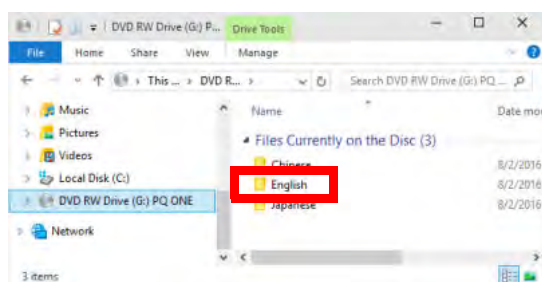 DVD RW Drive (G:) P... Drive Tools
File Home Share View Manage
This ... DVD R... Search DVD RW Drive (G:) PQ ...
Music
Pictures
Videos
Local Disk (C:)
DVD RW Drive (G:) PQ ONE
Network
Name Date mo
Files Currently on the Disc (3)
Chinese 8/2/2016
English 8/2/2016
Japanese 8/2/2016
3 items